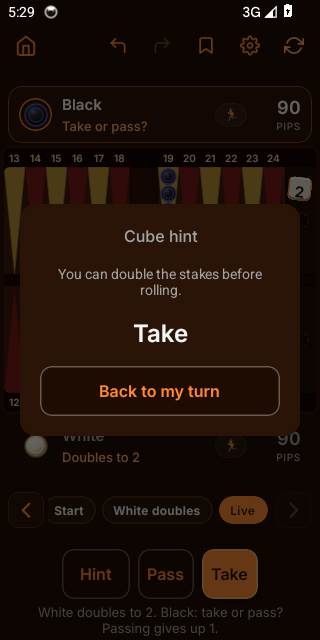 5:29
3G
Black
Take or pass?
90
PIPS
13 14 15 16 17 18 19 20 21 22 23 24
2
Cube hint
You can double the stakes before
rolling.
Take
Back to my turn
12
White
Doubles to 2
90
PIPS
Start
White doubles
Live
Hint
Pass
Take
White doubles to 2. Black: take or pass?
Passing gives up 1.